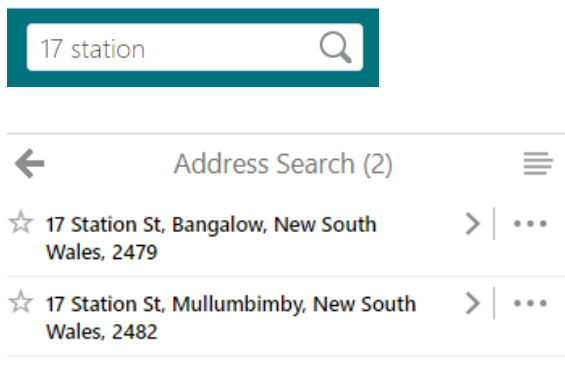 17 station
Address Search (2)
17 Station St, Bangalow, New South
Wales, 2479
17 Station St, Mullumbimby, New South
Wales, 2482